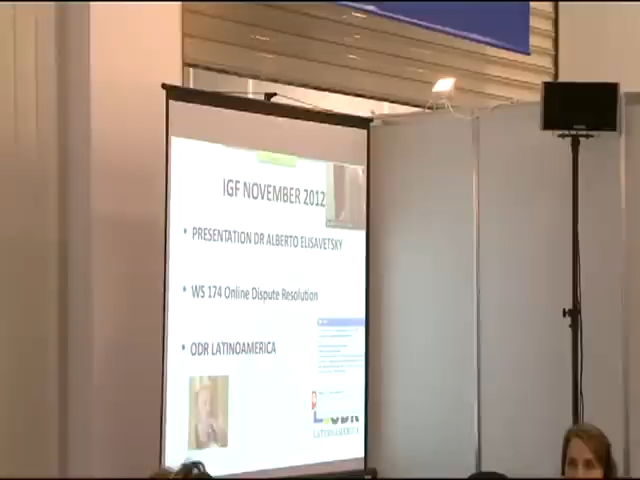 IGF NOVEMBER 2012
• PRESENTATION DR ALBERTO ELISAVETSKY
• WS 174 Online Dispute Resolution
• ODR LATINOAMERICA
LATINOAMERICA